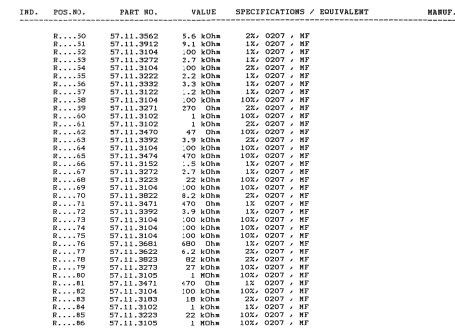 IND. POS.NO. PART NO. VALUE SPECIFICATIONS / EQUIVALENT MANUF.
R....50 57.11.3562 5.6 kOhm 2%, 0207 , MF
R....51 57.11.3912 9.1 kOhm 1%, 0207 , MF
R....52 57.11.3104 100 kOhm 1%, 0207 , MF
R....53 57.11.3272 2.7 kOhm 1%, 0207 , MF
R....54 57.11.3104 100 kOhm 2%, 0207 , MF
R....55 57.11.3222 2.2 kOhm 1%, 0207 , MF
R....56 57.11.3332 3.3 kOhm 1%, 0207 , MF
R....57 57.11.3122 1.2 kOhm 1%, 0207 , MF
R....58 57.11.3104 100 kOhm 10%, 0207 , MF
R....59 57.11.3271 270 Ohm 2%, 0207 , MF
R....60 57.11.3102 1 kOhm 10%, 0207 , MF
R....61 57.11.3102 1 kOhm 2%, 0207 , MF
R....62 57.11.3470 47 Ohm 10%, 0207 , MF
R....63 57.11.3392 3.9 kOhm 2%, 0207 , MF
R....64 57.11.3104 100 kOhm 10%, 0207 , MF
R....65 57.11.3474 470 kOhm 10%, 0207 , MF
R....66 57.11.3152 1.5 kOhm 1%, 0207 , MF
R....67 57.11.3272 2.7 kOhm 1%, 0207 , MF
R....68 57.11.3223 22 kOhm 10%, 0207 , MF
R....69 57.11.3104 100 kOhm 10%, 0207 , MF
R....70 57.11.3822 8.2 kOhm 2%, 0207 , MF
R....71 57.11.3471 470 Ohm 1% 0207 , MF
R....72 57.11.3392 3.9 kOhm 1%, 0207 , MF
R....73 57.11.3104 100 kOhm 10%, 0207 , MF
R....74 57.11.3104 100 kOhm 10%, 0207 , MF
R....75 57.11.3104 100 kOhm 10%, 0207 , MF
R....76 57.11.3681 680 Ohm 1%, 0207 , MF
R....77 57.11.3622 6.2 kOhm 2%, 0207 , MF
R....78 57.11.3823 82 kOhm 2%, 0207 , MF
R....79 57.11.3273 27 kOhm 10%, 0207 , MF
R....80 57.11.3105 1 MOhm 10%, 0207 , MF
R....81 57.11.3471 470 Ohm 1% 0207 , MF
R....82 57.11.3104 100 kOhm 10%, 0207 , MF
R....83 57.11.3183 18 kOhm 2%, 0207 , MF
R....84 57.11.3102 1 kOhm 1%, 0207 , MF
R....85 57.11.3223 22 kOhm 10%, 0207 , MF
R....86 57.11.3105 1 MOhm 10%, 0207 , MF